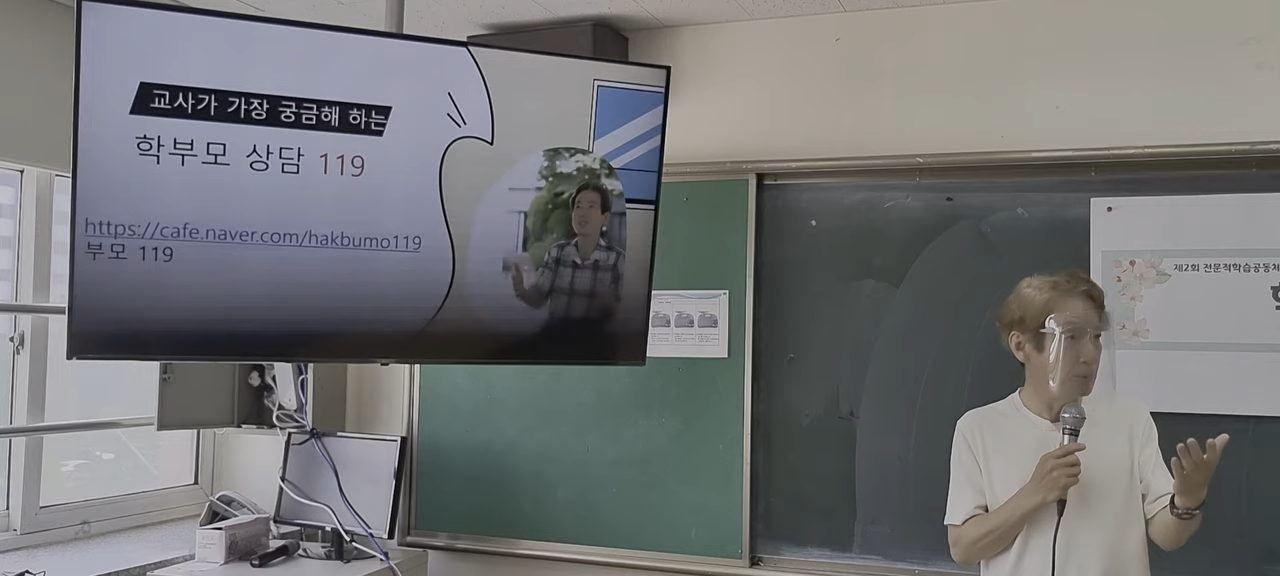 교사가 가장 궁금해 하는
학부모 상담 119
https://cafe.naver.com/hakbumo119
부모 119
제2회 전문적학습공동체